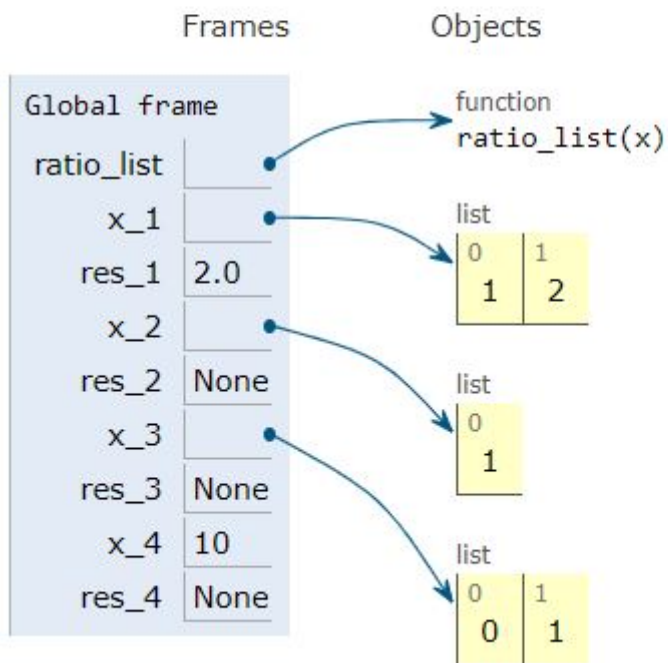 Frames Objects
Global frame
function
ratio_list(x)
ratio_list
x_1
list
0 1
1 2
res_1 2.0
x_2
res_2 None
list
0
1
x_3
res_3 None
x_4 10
list
0 1
0 1
res_4 None